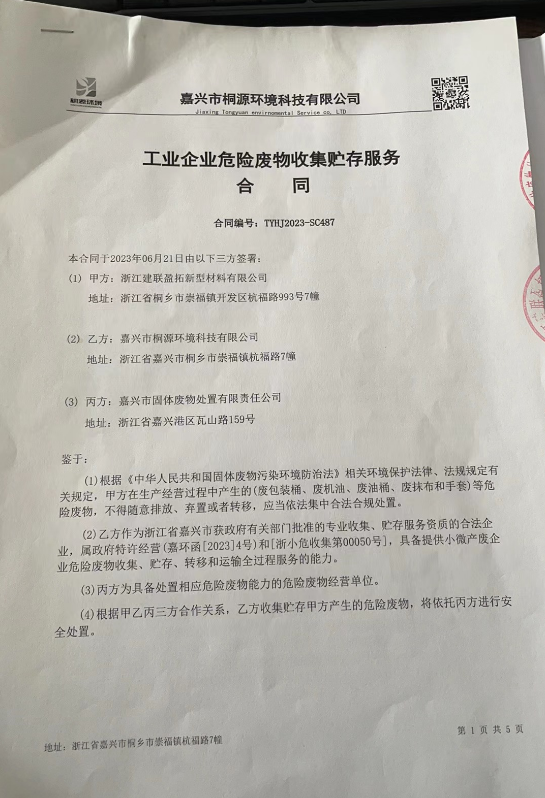 桐源环境
嘉兴市桐源环境科技有限公司
Jiaxing Tongyuan environmental Service co, LTD
工业企业危险废物收集贮存服务
合 同
合同编号：TYHJ2023-SC487
本合同于2023年06月21日由以下三方签署：
(1) 甲方：浙江建联盈拓新型材料有限公司
地址：浙江省桐乡市崇福镇开发区杭福路993号7幢
(2) 乙方：嘉兴市桐源环境科技有限公司
地址：浙江省嘉兴市桐乡市崇福镇杭福路7幢
(3) 丙方：嘉兴市固体废物处置有限责任公司
地址：浙江省嘉兴港区瓦山路159号
鉴于：
(1)根据《中华人民共和国固体废物污染环境防治法》相关环境保护法律、法规规定有
关规定，甲方在生产经营过程中产生的(废包装桶、废机油、废油桶、废抹布和手套)等危
险废物，不得随意排放、弃置或者转移，应当依法集中合法合规处置。
(2)乙方作为浙江省嘉兴市获政府有关部门批准的专业收集、贮存服务资质的合法企
业，属政府特许经营(嘉环函[2023]4号)和[浙小危收集第00050号]，具备提供小微产废企
业危险废物收集、贮存、转移和运输全过程服务的能力。
(3)丙方为具备处置相应危险废物能力的危险废物经营单位。
(4)根据甲乙丙三方合作关系，乙方收集贮存甲方产生的危险废物，将依托丙方进行安
全处置。
地址：浙江省嘉兴市桐乡市崇福镇杭福路7幢
第 1 页 共 5 页